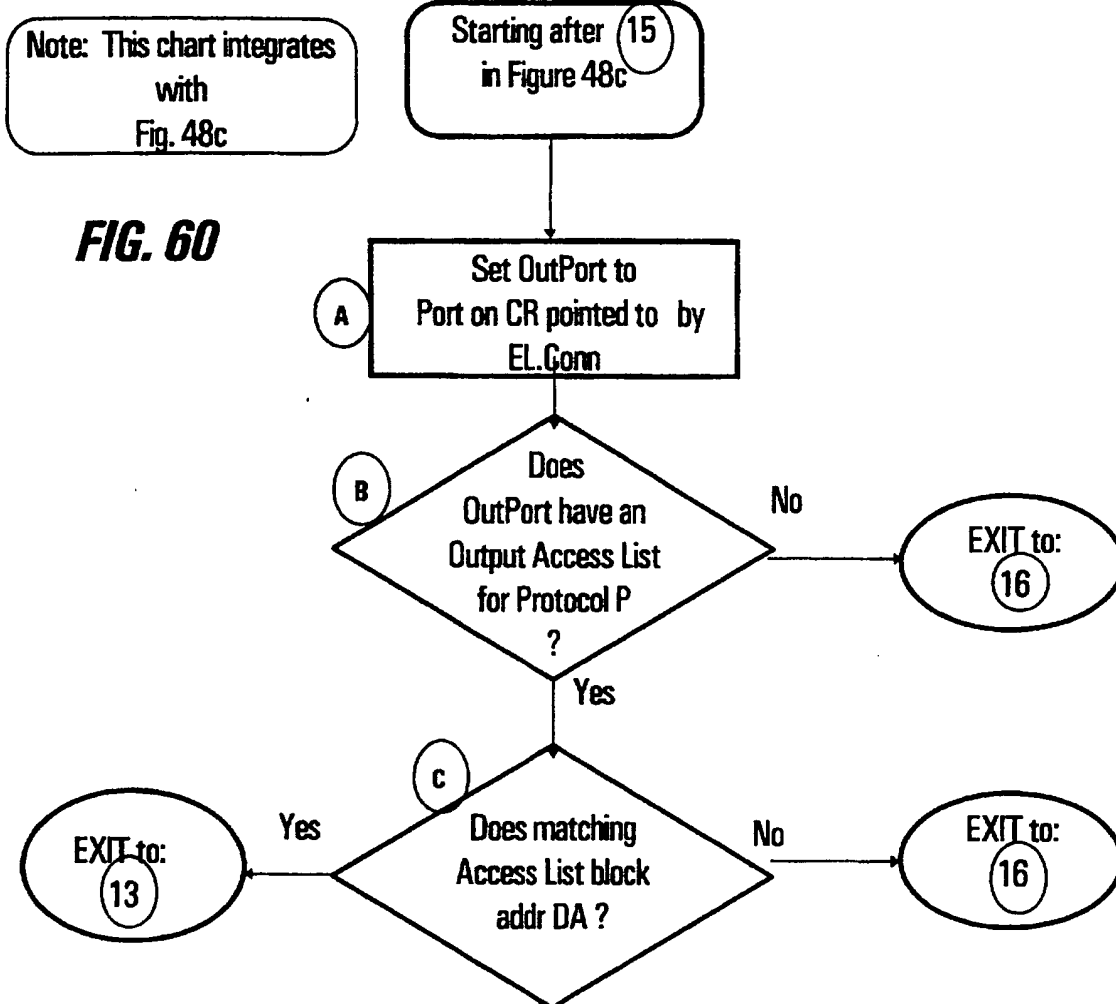 Note: This chart integrates
with
Fig. 48c
Starting after 15
in Figure 48c
FIG. 60
A
Set OutPort to
Port on CR pointed to by
EL.Conn
B
Does
OutPort have an
Output Access List
for Protocol P
?
No
EXIT to:
16
Yes
C
Does matching
Access List block
addr DA ?
Yes
EXIT to:
13
No
EXIT to:
16